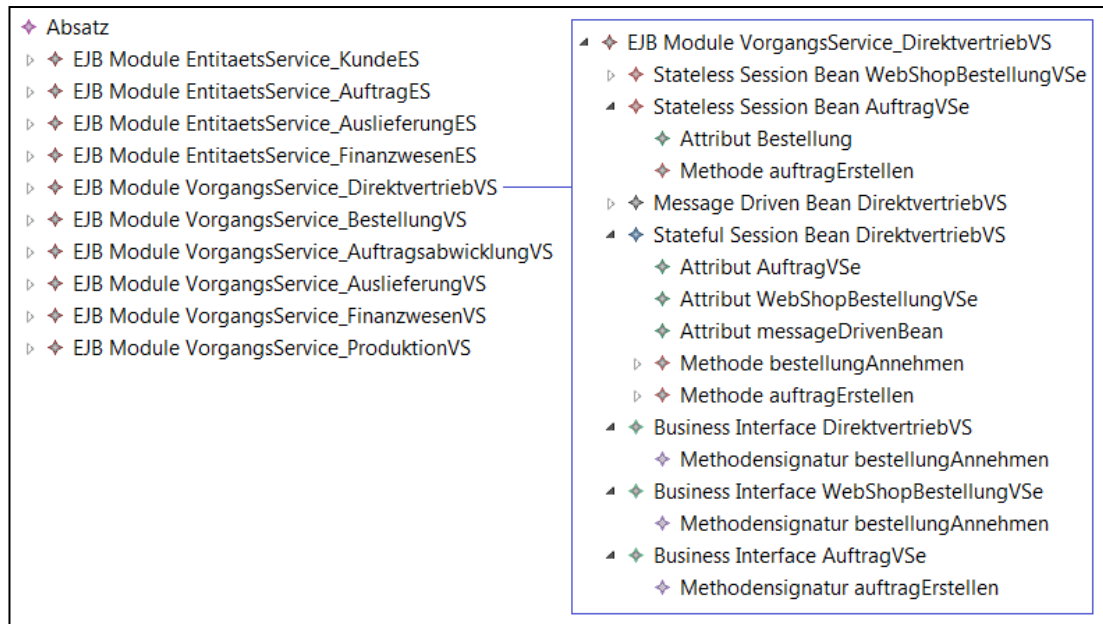 Absatz
EJB Module EntitaetsService_KundeES
EJB Module EntitaetsService_AuftragES
EJB Module EntitaetsService_AuslieferungES
EJB Module EntitaetsService_FinanzwesenES
EJB Module VorgangsService_DirektvertriebVS
EJB Module VorgangsService_BestellungVS
EJB Module VorgangsService_AuftragsabwicklungVS
EJB Module VorgangsService_AuslieferungVS
EJB Module VorgangsService_FinanzwesenVS
EJB Module VorgangsService_ProduktionVS
EJB Module VorgangsService_DirektvertriebVS
Stateless Session Bean WebShopBestellungVSe
Stateless Session Bean AuftragVSe
Attribut Bestellung
Methode auftragErstellen
Message Driven Bean DirektvertriebVS
Stateful Session Bean DirektvertriebVS
Attribut AuftragVSe
Attribut WebShopBestellungVSe
Attribut messageDrivenBean
Methode bestellungAnnehmen
Methode auftragErstellen
Business Interface DirektvertriebVS
Methodensignatur bestellungAnnehmen
Business Interface WebShopBestellungVSe
Methodensignatur bestellungAnnehmen
Business Interface AuftragVSe
Methodensignatur auftragErstellen